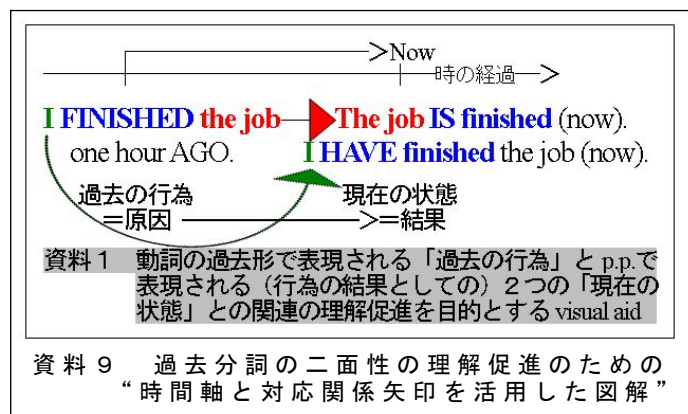 Now
時の経過
I FINISHED the job The job IS finished (now).
one hour AGO. I HAVE finished the job (now).
過去の行為 現在の状態
=原因 =結果
資料1 動詞の過去形で表現される「過去の行為」とp.p.で
表現される(行為の結果としての)2つの「現在の
状態」との関連の理解促進を目的とするvisual aid
資料9 過去分詞の二面性の理解促進のための
“時間軸と対応関係矢印を活用した図解”